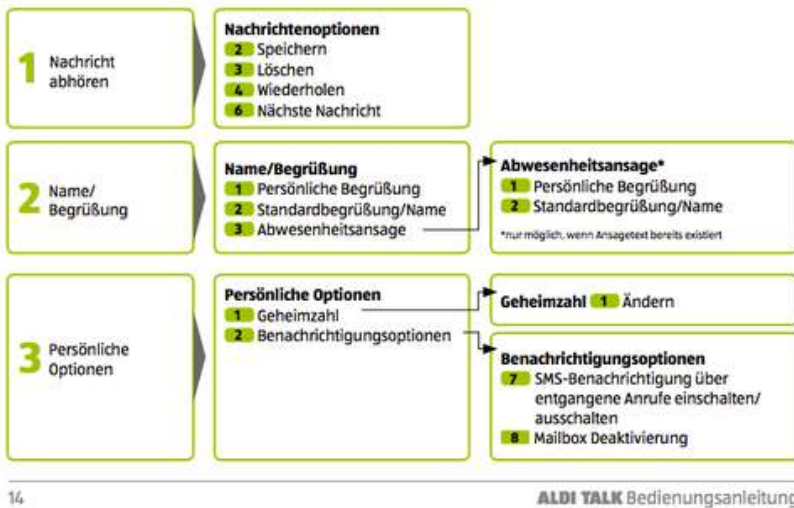 1 Nachricht
abhören
Nachrichtenoptionen
2 Speichern
3 Löschen
4 Wiederholen
6 Nächste Nachricht
2 Name/
Begrüßung
Name/Begrüßung
1 Persönliche Begrüßung
2 Standardbegrüßung/Name
3 Abwesenheitsansage
Abwesenheitsansage*
1 Persönliche Begrüßung
2 Standardbegrüßung/Name
*nur möglich, wenn Ansagetext bereits existiert
3 Persönliche
Optionen
Persönliche Optionen
1 Geheimzahl
2 Benachrichtigungsoptionen
Geheimzahl 1 Ändern
Benachrichtigungsoptionen
7 SMS-Benachrichtigung über
entgangene Anrufe einschalten/
ausschalten
8 Mailbox Deaktivierung
14
ALDI TALK Bedienungsanleitung